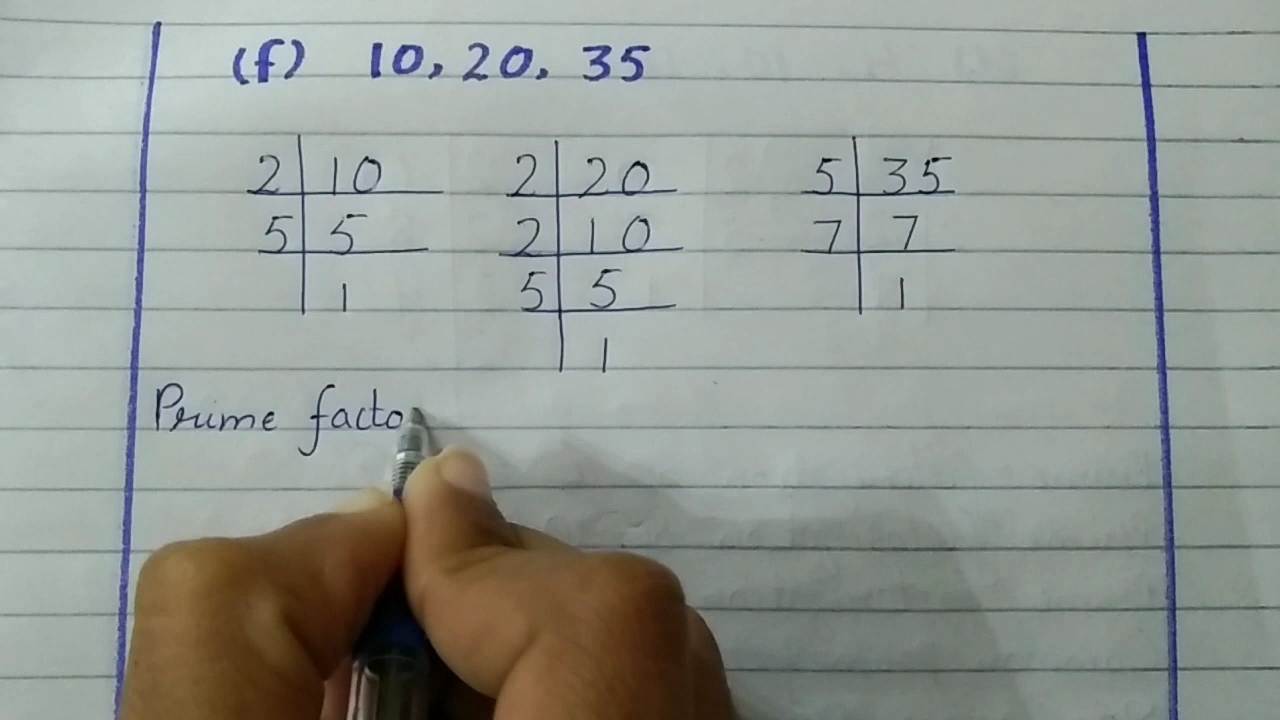 (f) 10, 20, 35
2 10 2 20 5 35
5 5 2 10 7 7
1 5 5 1
1
Prime facto